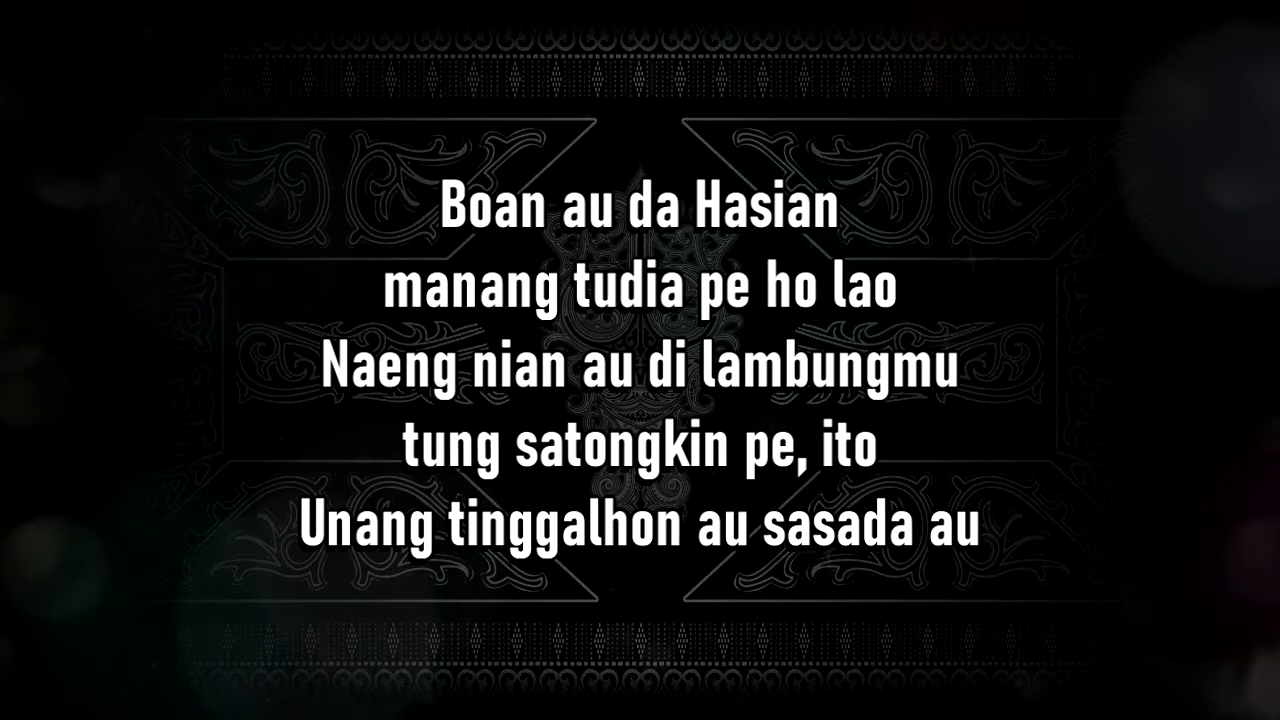 Boan au da Hasian
manang tudia pe ho lao
Naeng nian au di lambungmu
tung satongkin pe, ito
Unang tinggalhon au sasada au